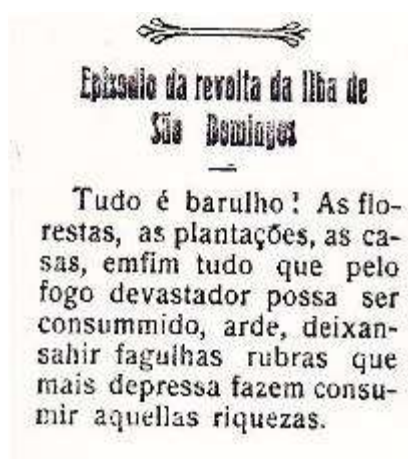 Episodio da revolta da Ilha de
São Domingos
Tudo é barulho! As flo-
restas, as plantações, as ca-
sas, emfim tudo que pelo
fogo devastador possa ser
consummido, arde, deixan-
sahir fagulhas rubras que
mais depressa fazem consu-
mir aquellas riquezas.